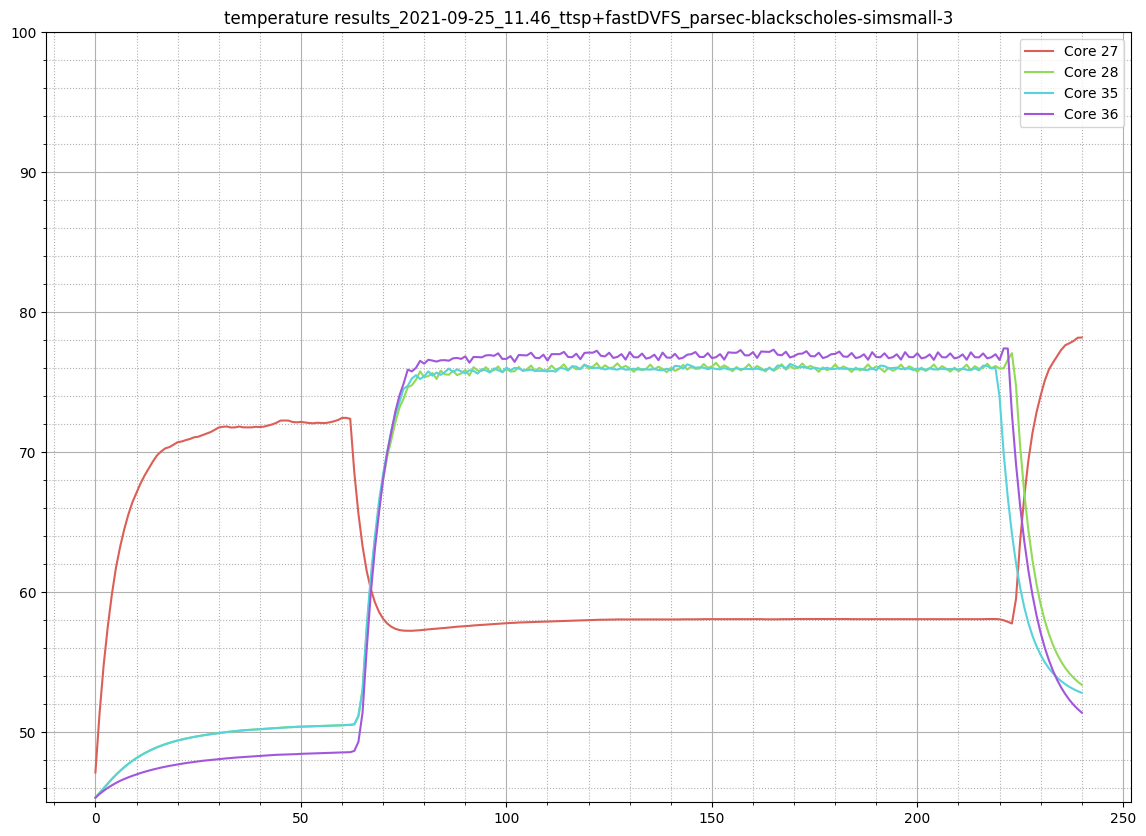 temperature results_2021-09-25_11.46_ttsp+fastDVFS_parsec-blackscholes-simsmall-3
100
90
80
70
60
50
0 50 100 150 200 250
Core 27
Core 28
Core 35
Core 36